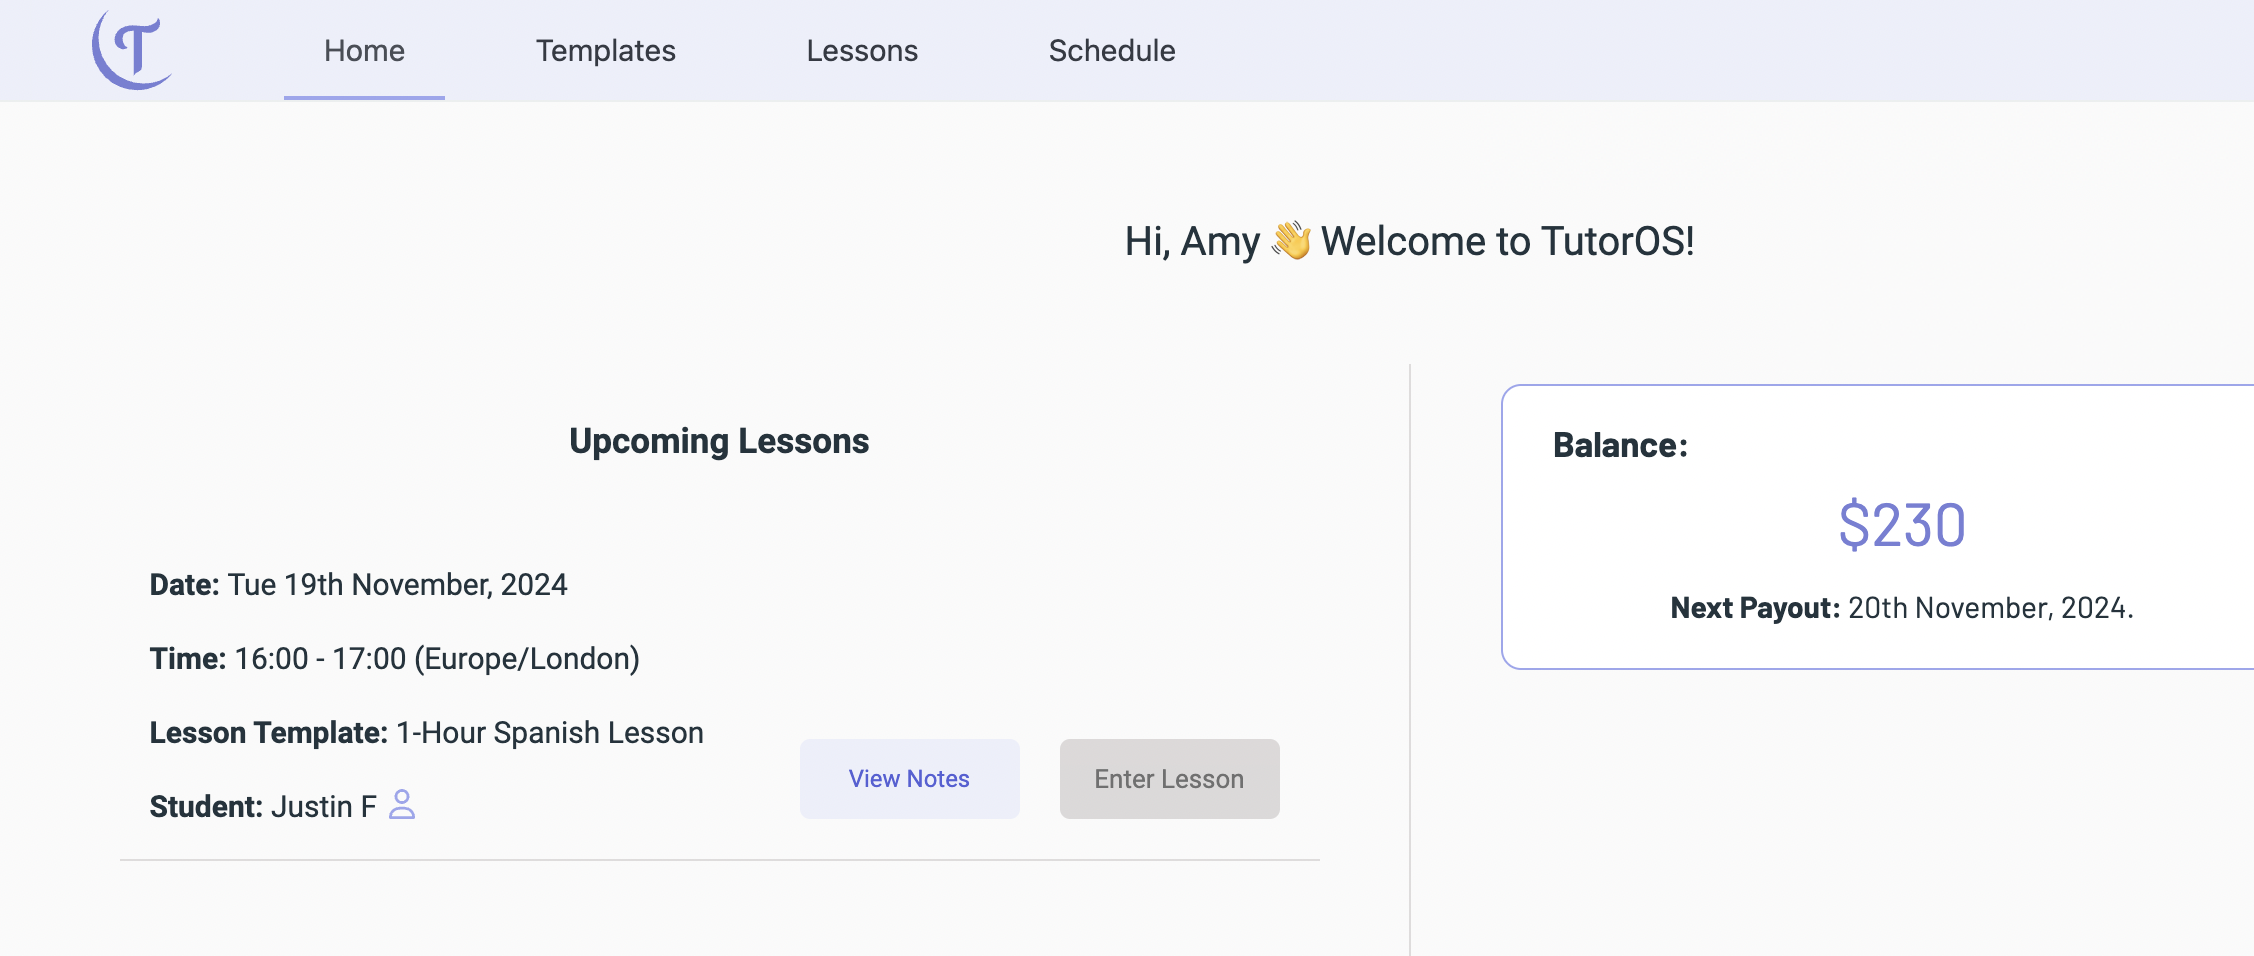 T
Home
Templates
Lessons
Schedule
Hi, Amy 👋 Welcome to TutorOS!
Upcoming Lessons
Date: Tue 19th November, 2024
Time: 16:00 - 17:00 (Europe/London)
Lesson Template: 1-Hour Spanish Lesson
Student: Justin F
View Notes
Enter Lesson
Balance:
$230
Next Payout: 20th November, 2024.